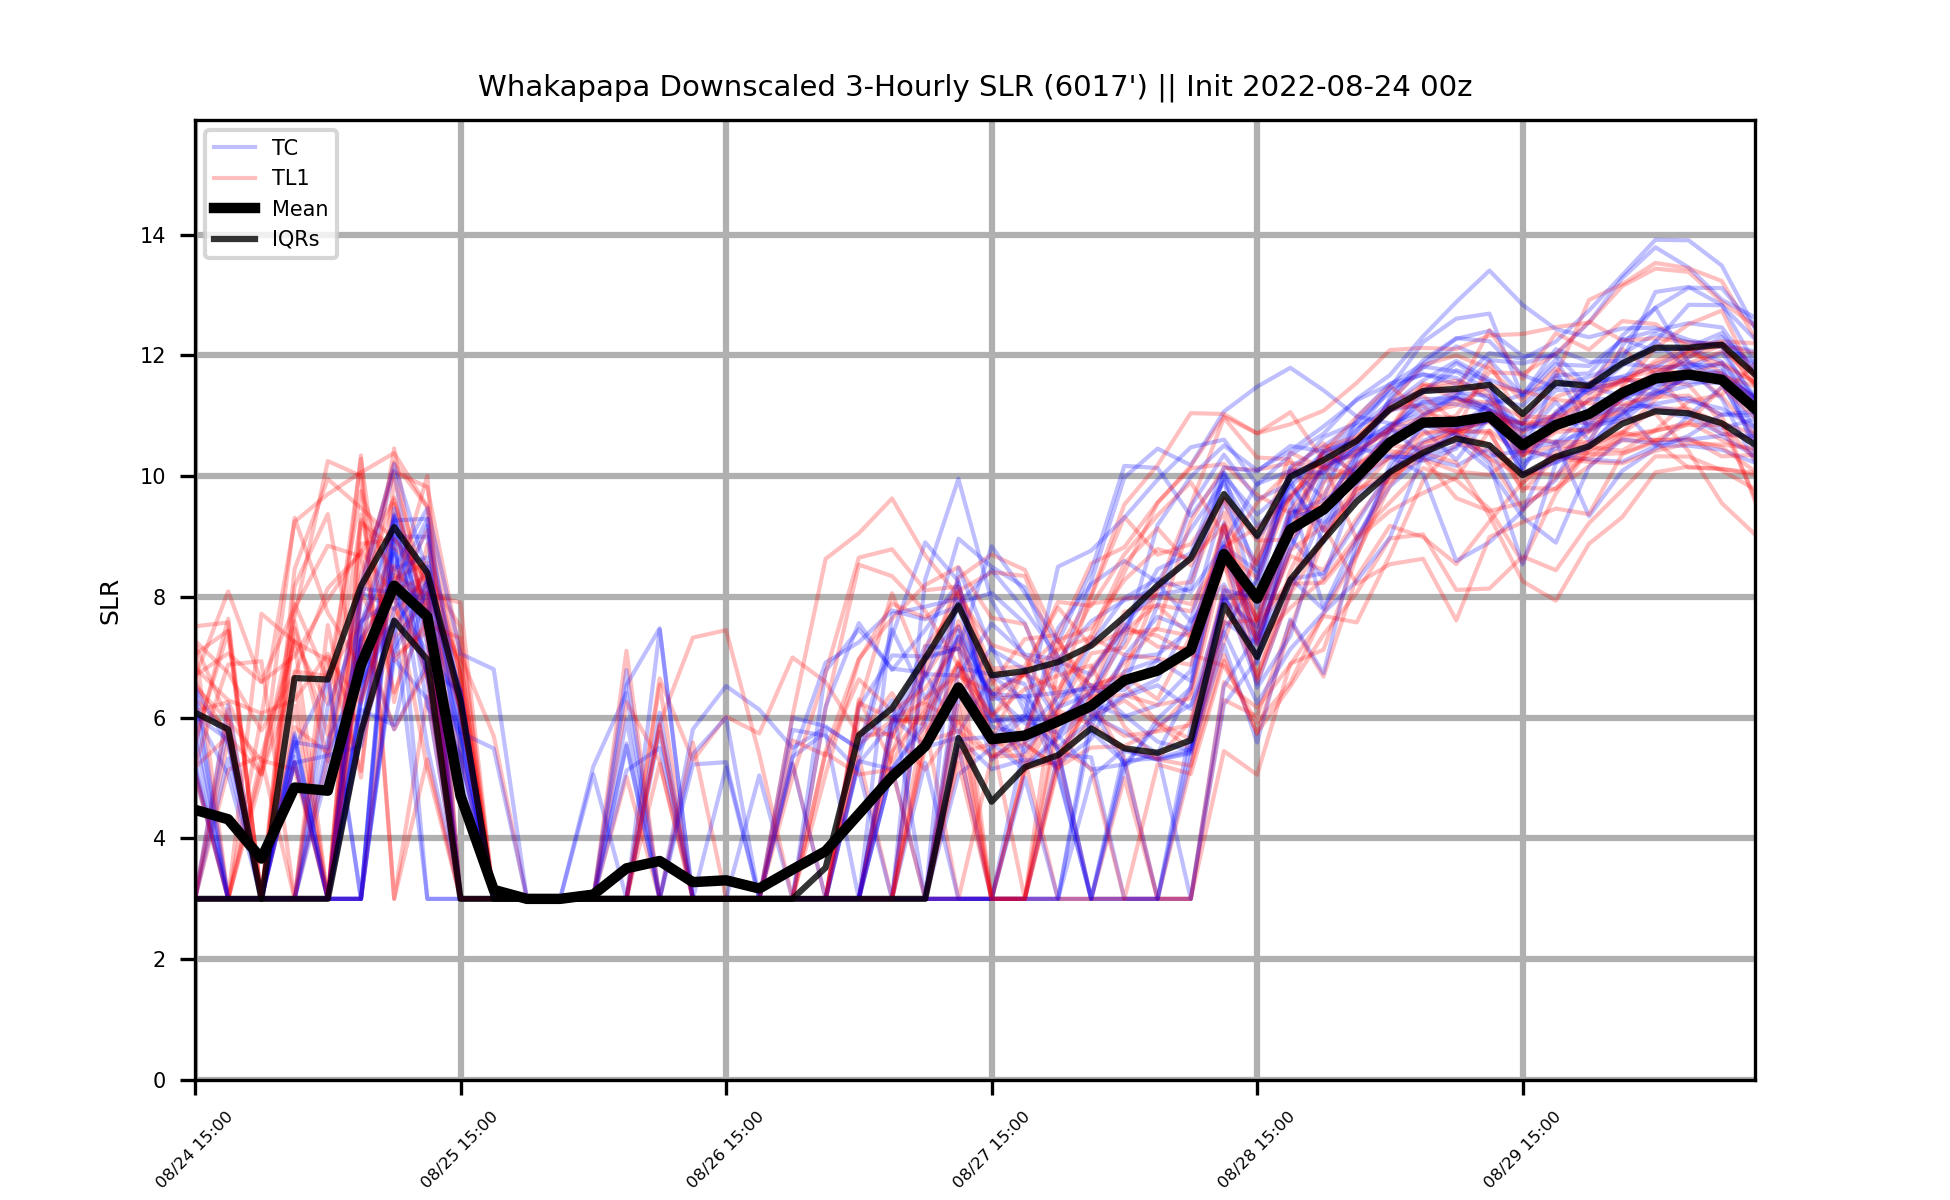 Whakapapa Downscaled 3-Hourly SLR (6017') || Init 2022-08-24 00z
TC
TL1
Mean
IQRs
SLR
14
12
10
8
6
4
2
0
08/24 15:00
08/25 15:00
08/26 15:00
08/27 15:00
08/28 15:00
08/29 15:00